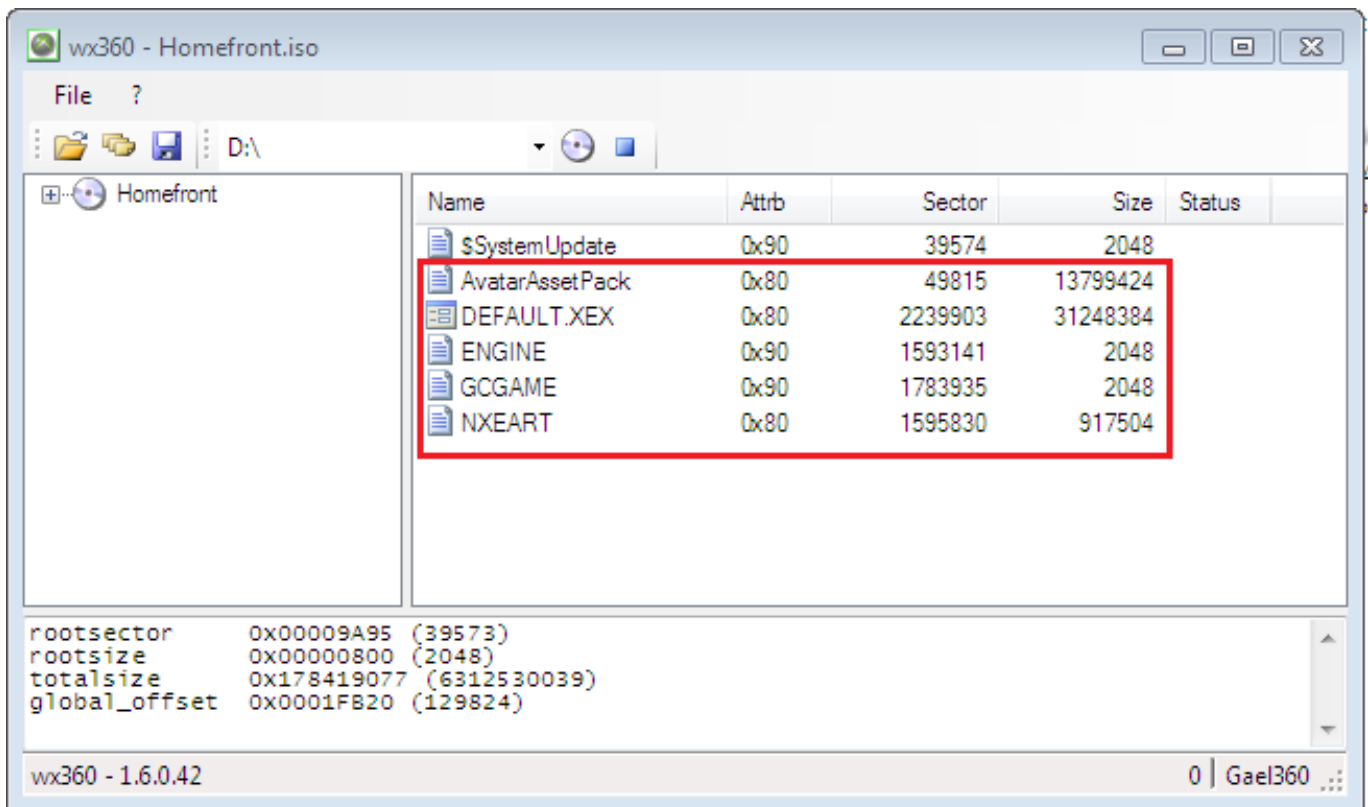 wx360 - Homefront.iso
File ?
D:\
Homefront
Name Attrb Sector Size Status
$SystemUpdate 0x90 39574 2048
AvatarAssetPack 0x80 49815 13799424
DEFAULT.XEX 0x80 2239903 31248384
ENGINE 0x90 1593141 2048
GCGAME 0x90 1783935 2048
NXEART 0x80 1595830 917504
rootsector 0x00009A95 (39573)
rootsize 0x00000800 (2048)
totalsize 0x178419077 (6312530039)
global_offset 0x0001FB20 (129824)
wx360 - 1.6.0.42 0 Gael360